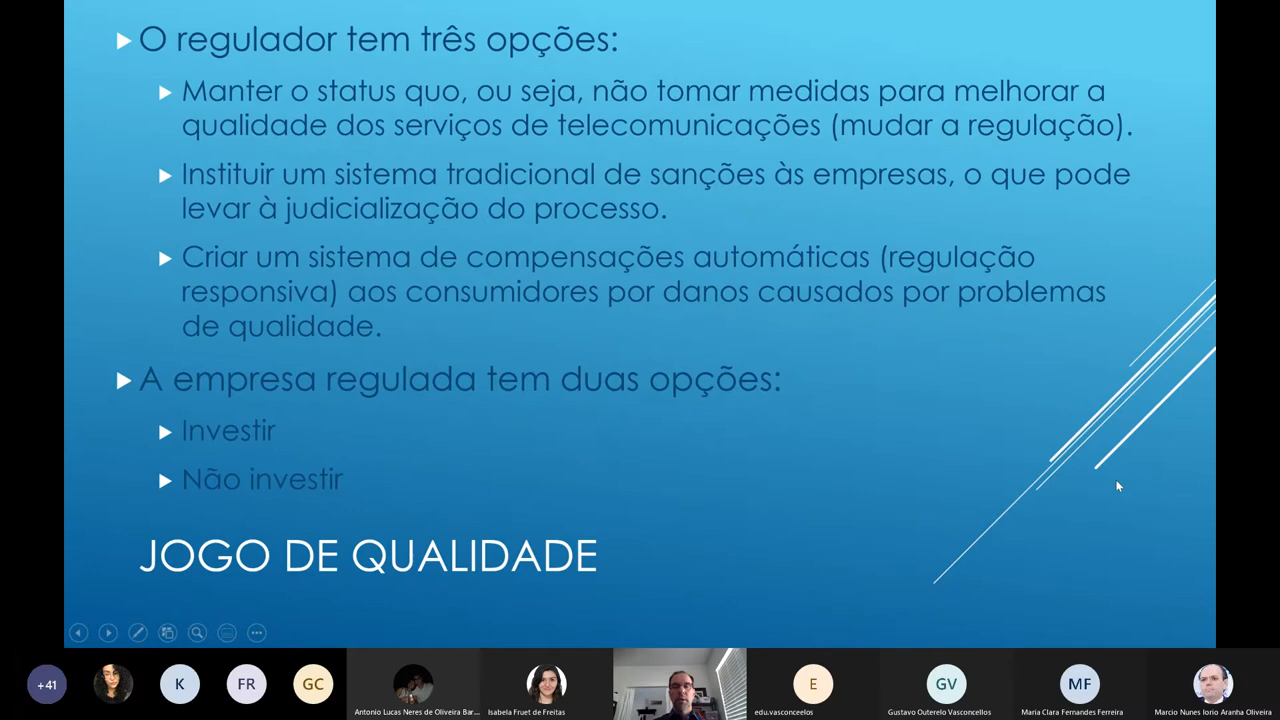 O regulador tem três opções:
Manter o status quo, ou seja, não tomar medidas para melhorar a
qualidade dos serviços de telecomunicações (mudar a regulação).
Instituir um sistema tradicional de sanções às empresas, o que pode
levar à judicialização do processo.
Criar um sistema de compensações automáticas (regulação
responsiva) aos consumidores por danos causados por problemas
de qualidade.
A empresa regulada tem duas opções:
Investir
Não investir
JOGO DE QUALIDADE
+41
K
FR
GC
Antonio Lucas Neres de Oliveira Bar...
Isabela Fruet de Freitas
E
edu.vasconceelos
GV
Gustavo Outerelo Vasconcellos
MF
Maria Clara Fernandes Ferreira
Marcio Nunes Iorio Aranha Oliveira